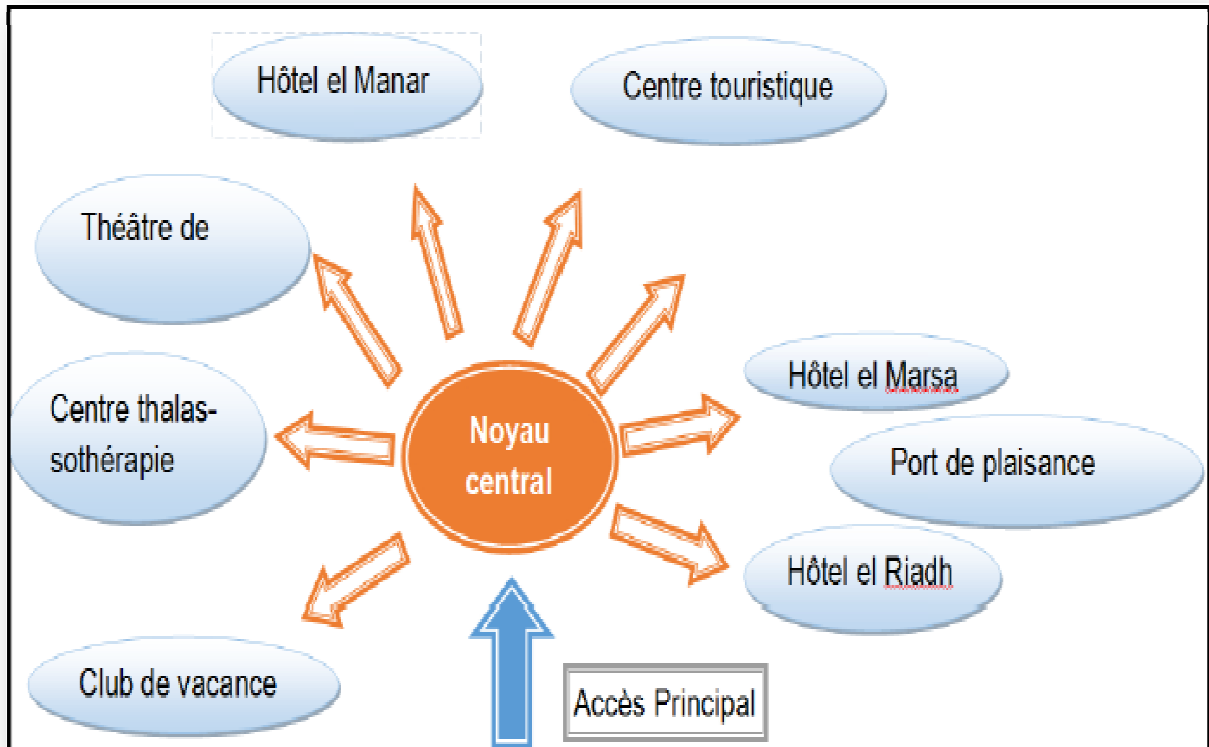 Hôtel el Manar
Centre touristique
Théâtre de
Hôtel el Marsa
Centre thalas-
sothérapie
Noyau
central
Port de plaisance
Hôtel el Riadh
Club de vacance
Accès Principal